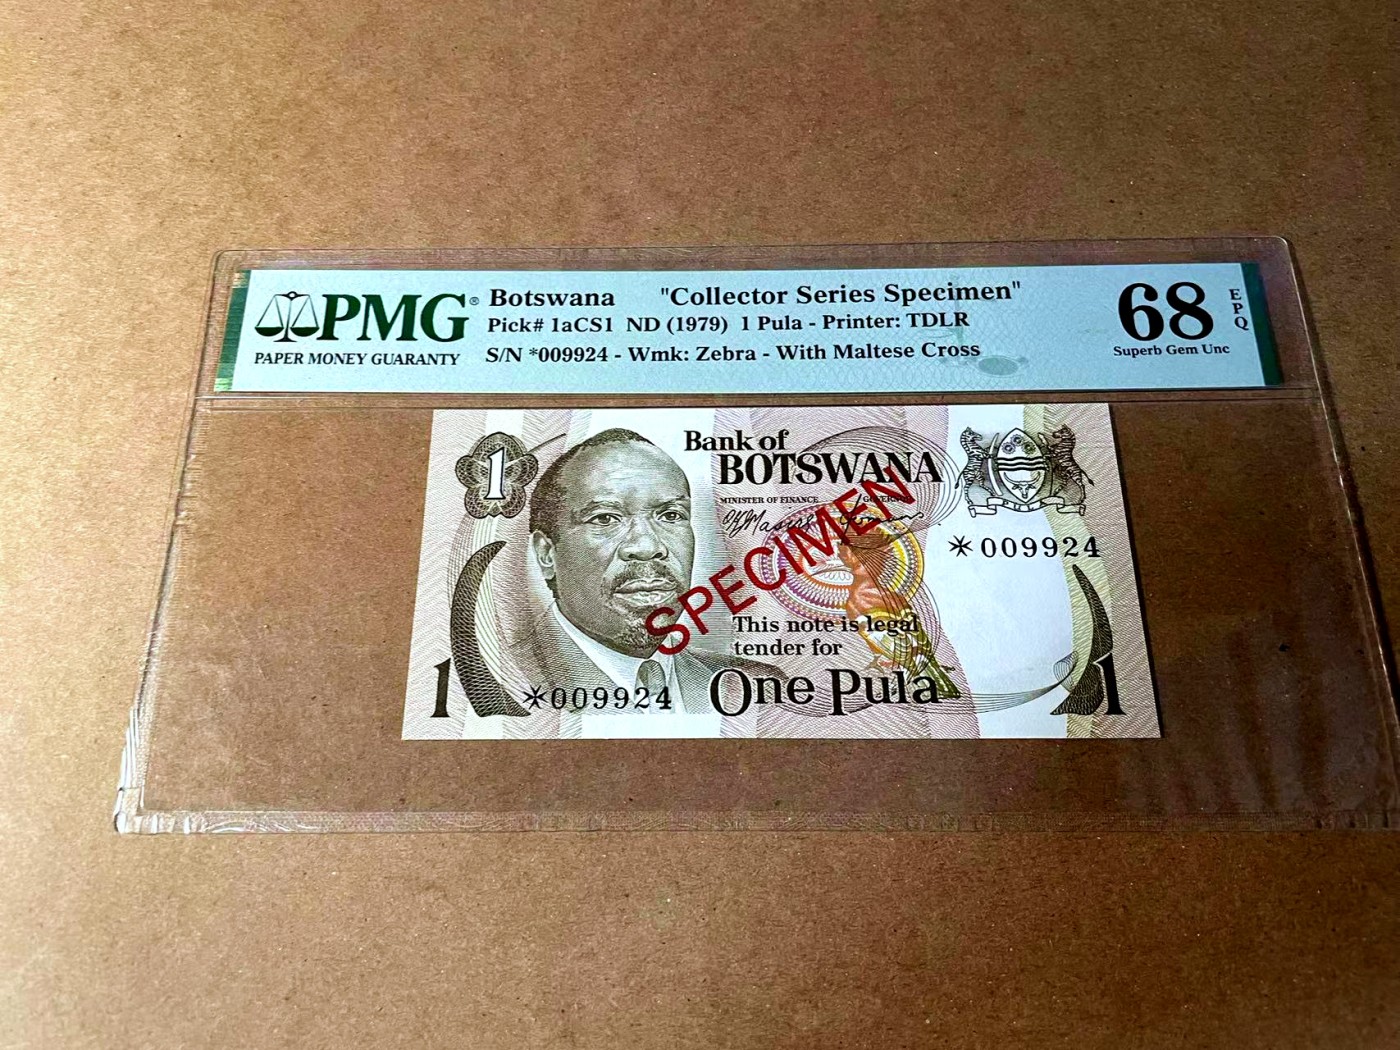 PMG®
PAPER MONEY GUARANTY
Botswana "Collector Series Specimen"
Pick# 1aCS1 ND (1979) 1 Pula - Printer: TDLR
S/N *009924 - Wmk: Zebra - With Maltese Cross
68
EPQ
Superb Gem Unc
1
Bank of
BOTSWANA
MINISTER OF FINANCE GOVERNOR
PULA
*009924
SPECIMEN
This note is legal
tender for
One Pula
1
*009924
1